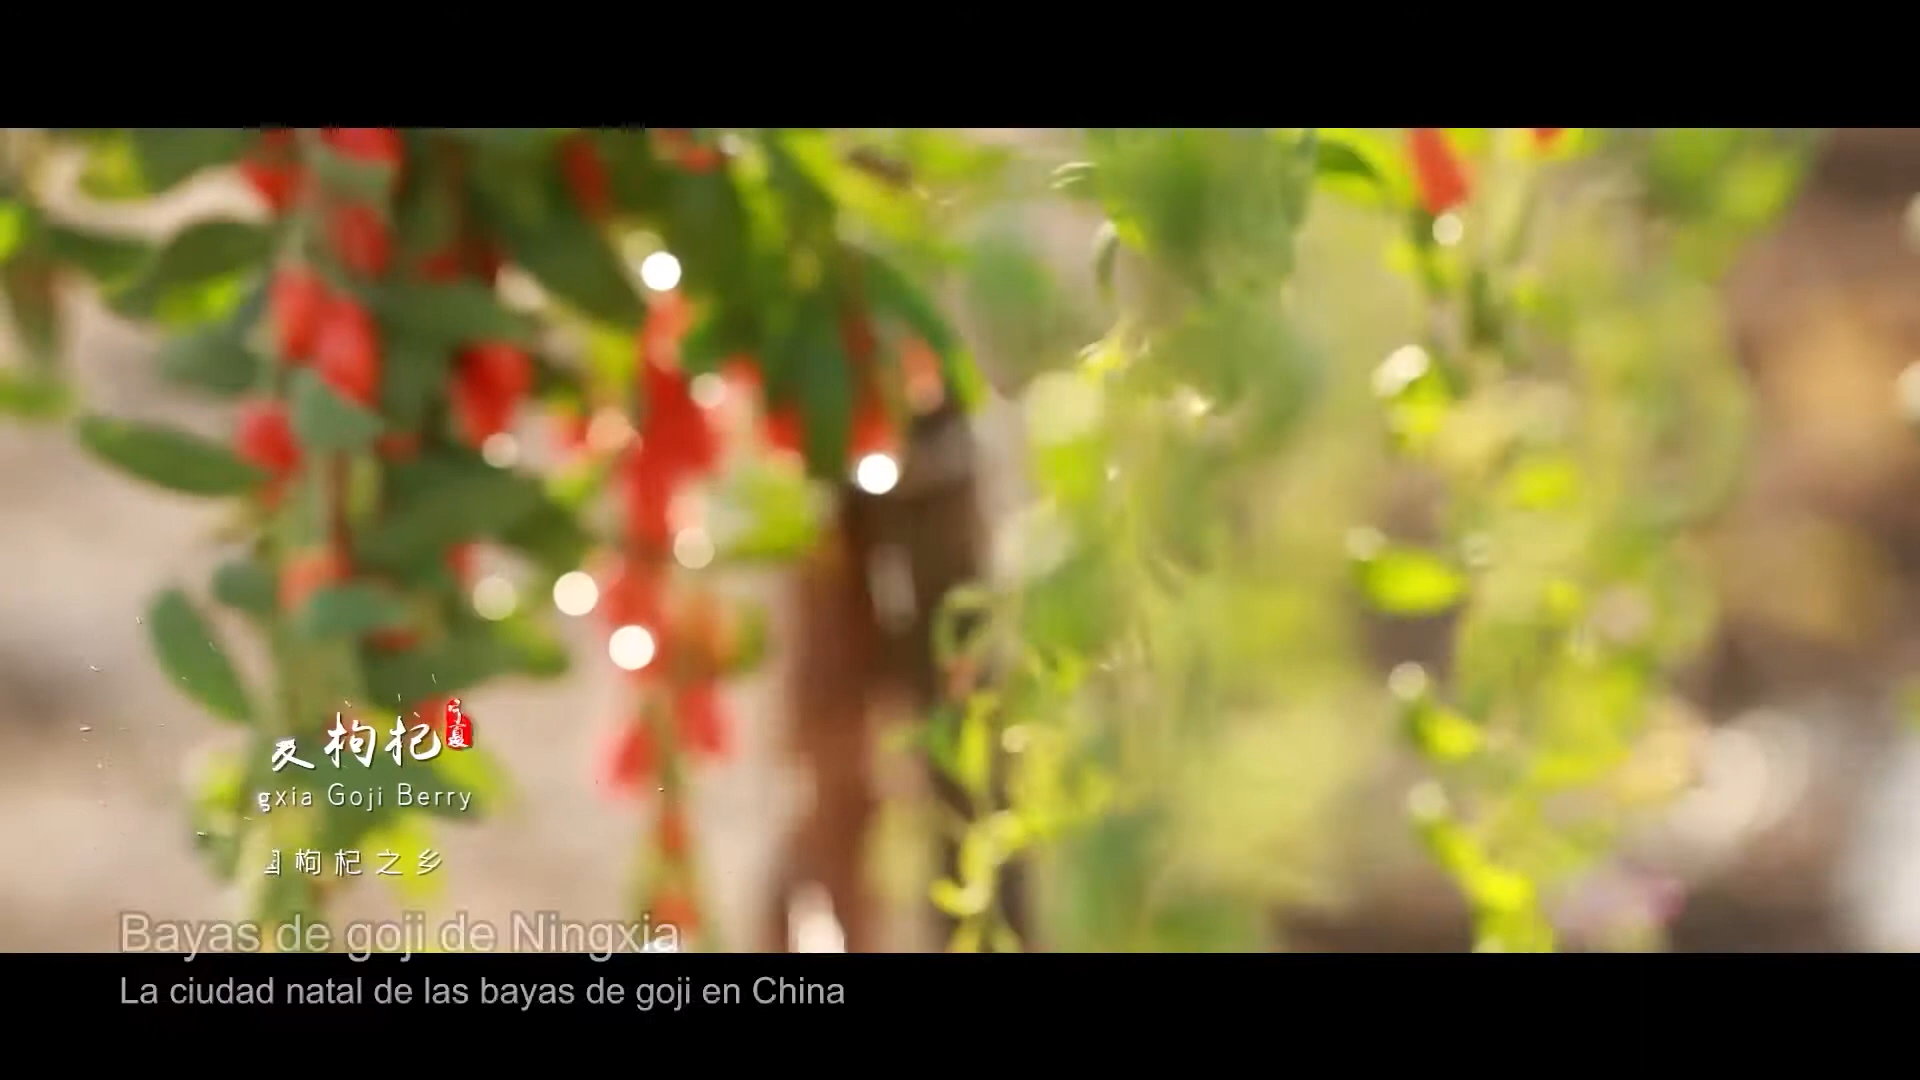 枸杞
宁夏
gxia Goji Berry
枸杞之乡
Bayas de goji de Ningxia
La ciudad natal de las bayas de goji en China